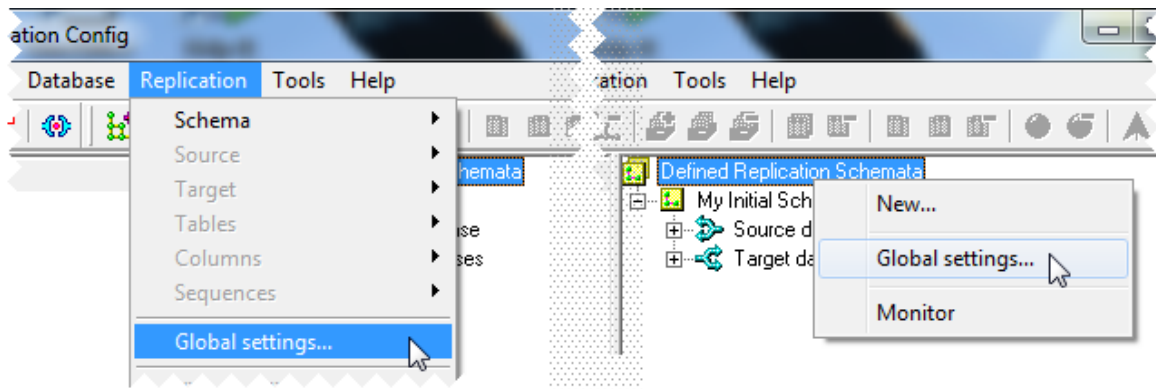 ation Config
Database Replication Tools Help
Schema
Source
Target
Tables
Columns
Sequences
Global settings...
hemata
se
ses
ation Tools Help
Defined Replication Schemata
My Initial Sch
Source d
Target da
New...
Global settings...
Monitor